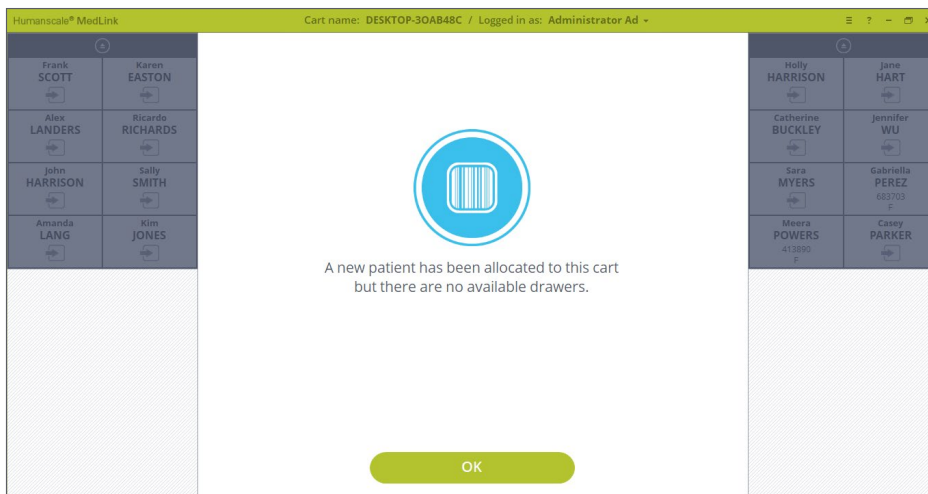 Humanscale® MedLink
Cart name: DESKTOP-3OAB48C / Logged in as: Administrator Ad
?
Frank
SCOTT
Karen
EASTON
Alex
LANDERS
Ricardo
RICHARDS
John
HARRISON
Sally
SMITH
Amanda
LANG
Kim
JONES
A new patient has been allocated to this cart
but there are no available drawers.
OK
Holly
HARRISON
Jane
HART
Catherine
BUCKLEY
Jennifer
WU
Sara
MYERS
Gabriella
PEREZ
683703
F
Meera
POWERS
413890
F
Casey
PARKER